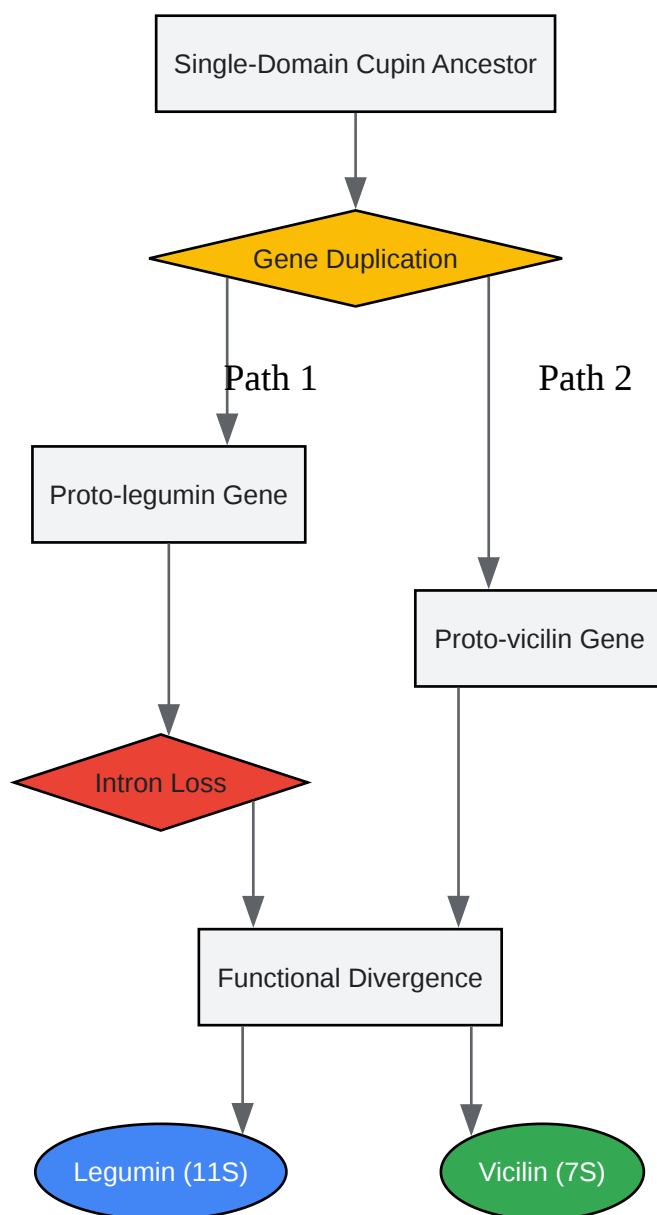 Single-Domain Cupin Ancestor
Gene Duplication
Path 1
Path 2
Proto-legumin Gene
Proto-vicilin Gene
Intron Loss
Functional Divergence
Legumin (11S)
Vicilin (7S)